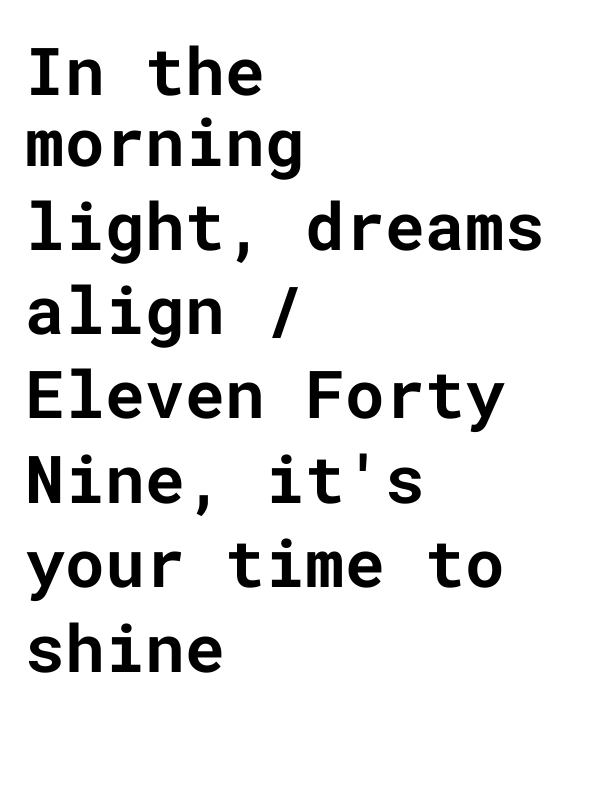 In the
morning
light, dreams
align /
Eleven Forty
Nine, it's
your time to
shine